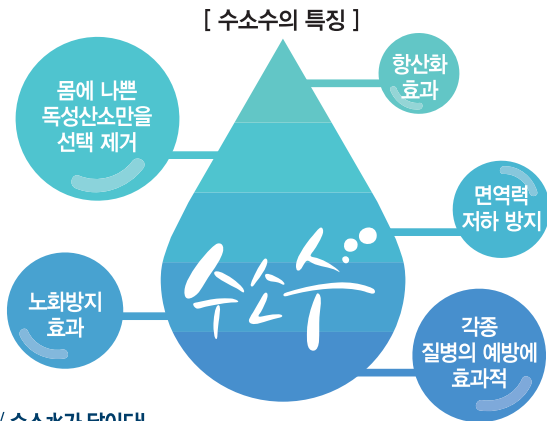 [ 수소수의 특징 ]
몸에 나쁜
독성산소만을
선택 제거
항산화
효과
면역력
저하 방지
수소수
노화방지
효과
각종
질병의 예방에
효과적